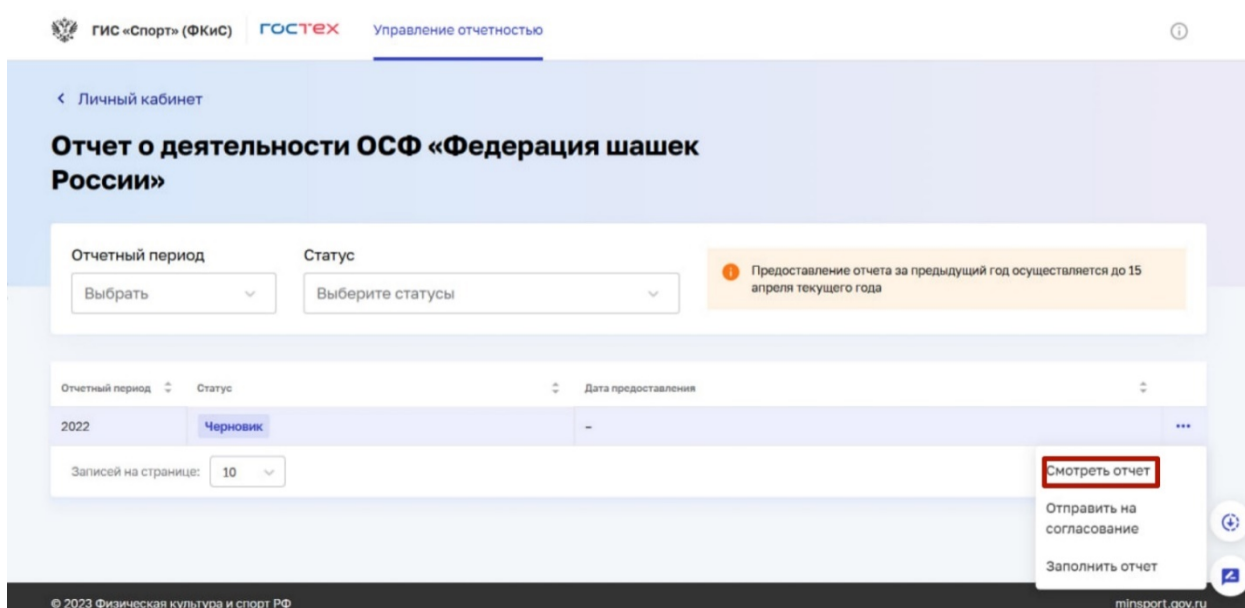 ГИС «Спорт» (ФКиС) ГОСТЕХ Управление отчетностью
Личный кабинет
Отчет о деятельности ОСФ «Федерация шашек
России»
Отчетный период Статус
Выбрать Выберите статусы
Предоставление отчета за предыдущий год осуществляется до 15
апреля текущего года
Отчетный период Статус Дата предоставления
2022 Черновик –
Записей на странице: 10
Смотреть отчет
Отправить на
согласование
Заполнить отчет
© 2023 Физическая культура и спорт РФ minsport.gov.ru